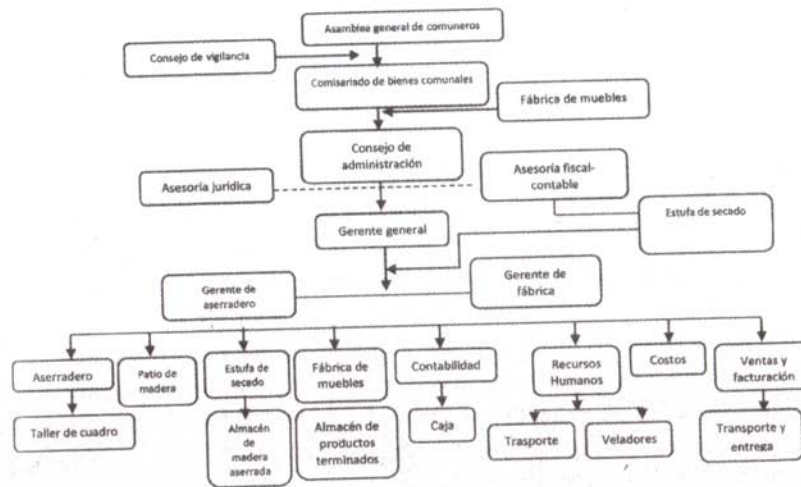 Asamblea general de comuneros
Consejo de vigilancia
Comisariado de bienes comunales
Fábrica de muebles
Consejo de
administración
Asesoría jurídica
Asesoría fiscal-
contable
Estufa de secado
Gerente general
Gerente de
aserradero
Gerente de
fábrica
Aserradero
Patio de
madera
Estufa de
secedo
Fábrica de
muebles
Contabilidad
Recursos
Humanos
Costos
Ventas y
facturación
Taller de cuadro
Almacén
de
madera
aserrada
Almacén de
productos
terminados
Caja
Trasporte
Veladores
Transporte y
entrega